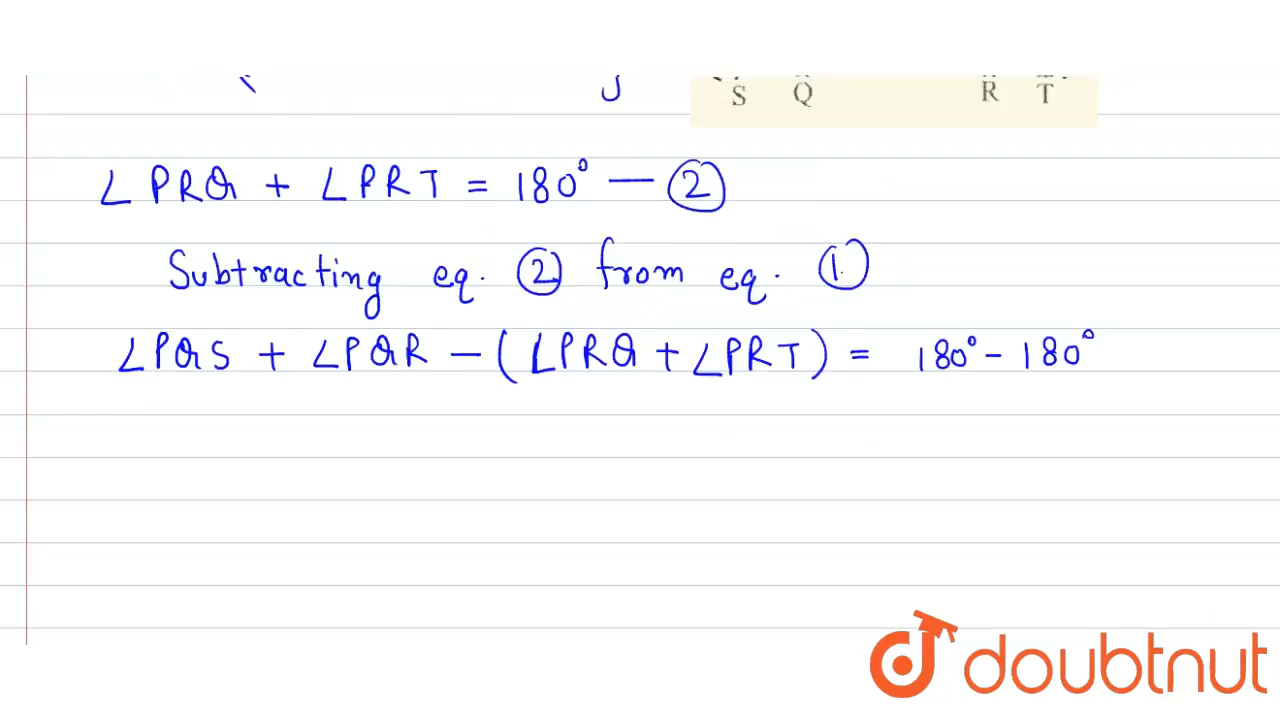 S Q R T
∠PRQ + ∠PRT = 180° — ②
Subtracting eq. ② from eq. ①
∠PQS + ∠PQR — (∠PRQ + ∠PRT) = 180° - 180°
doubtnut